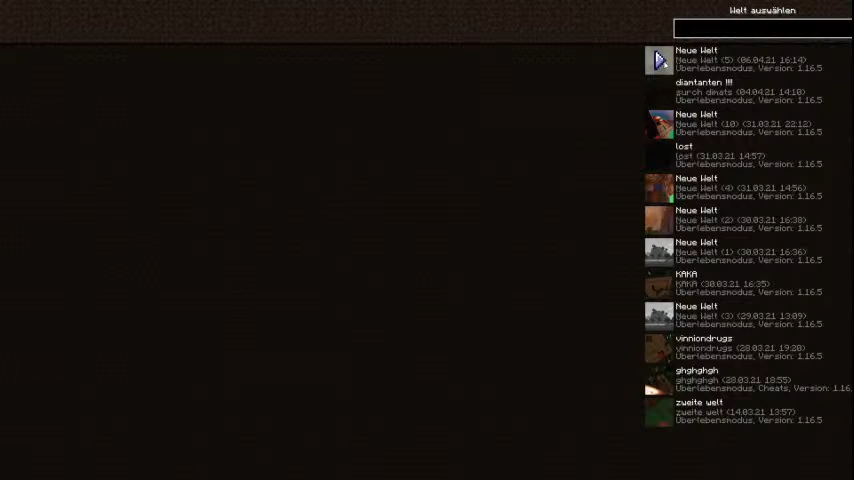 Welt auswählen
Neue Welt
Neue Welt (5) (06.04.21 16:14)
Überlebensmodus, Version: 1.16.5
diamtanten !!!!
gurch dmats (04.04.21 14:10)
Überlebensmodus, Version: 1.16.5
Neue Welt
Neue Welt (10) (31.03.21 22:12)
Überlebensmodus, Version: 1.16.5
lost
lost (31.03.21 14:57)
Überlebensmodus, Version: 1.16.5
Neue Welt
Neue Welt (4) (31.03.21 14:56)
Überlebensmodus, Version: 1.16.5
Neue Welt
Neue Welt (2) (30.03.21 16:38)
Überlebensmodus, Version: 1.16.5
Neue Welt
Neue Welt (1) (30.03.21 16:36)
Überlebensmodus, Version: 1.16.5
KAKA
KAKA (30.03.21 16:35)
Überlebensmodus, Version: 1.16.5
Neue Welt
Neue Welt (3) (29.03.21 13:09)
Überlebensmodus, Version: 1.16.5
vinniondrugs
vinniondrugs (28.03.21 19:20)
Überlebensmodus, Version: 1.16.5
ghghghgh
ghghghgh (28.03.21 18:55)
Überlebensmodus, Cheats, Version: 1.16.
zweite welt
zweite welt (14.03.21 13:57)
Überlebensmodus, Version: 1.16.5